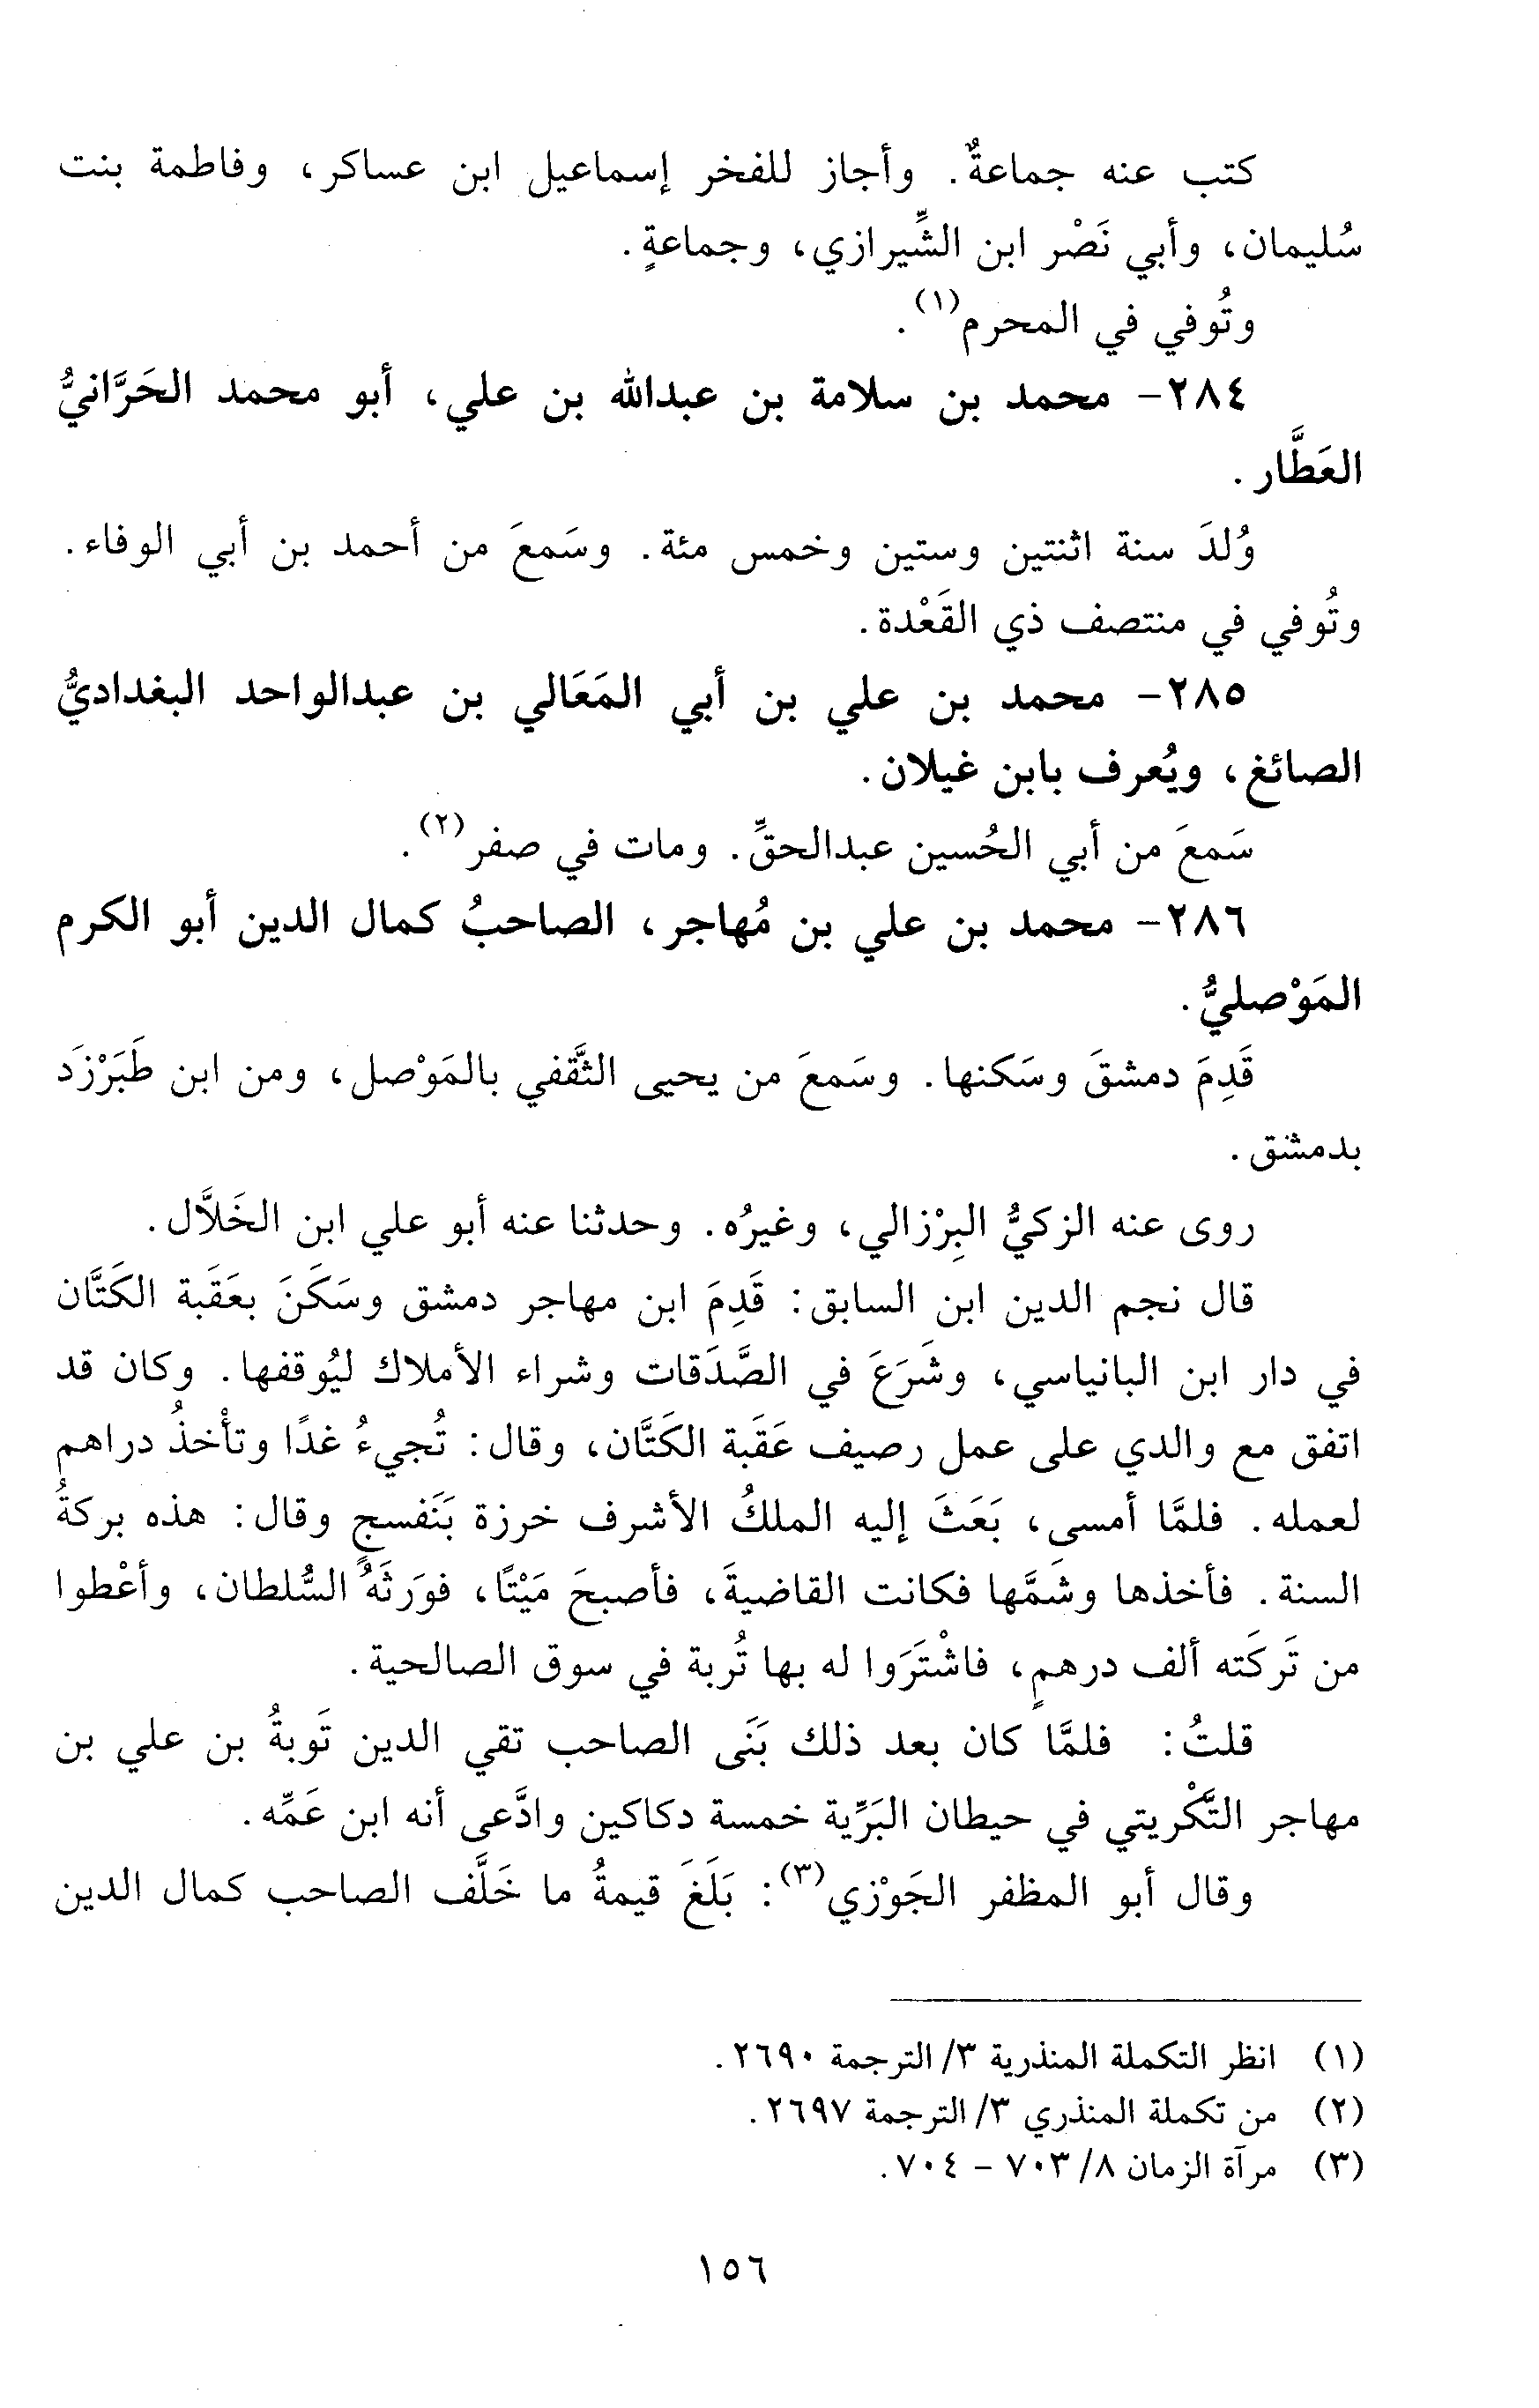 كتب عنه جماعةٌ. وأجاز للفخر إسماعيل ابن عساكر، وفاطمة بنت
سُليمان، وأبي نَصْر ابن الشِّيرازي، وجماعةٍ.
وتُوفي في المحرم(١).
٢٨٤- محمد بن سلامة بن عبدالله بن علي، أبو محمد الحَرَّانيُّ
العَطَّار.
وُلدَ سنة اثنتين وستين وخمس مئة. وسَمعَ من أحمد بن أبي الوفاء.
وتُوفي في منتصف ذي القَعْدة.
٢٨٥- محمد بن علي بن أبي المَعَالي بن عبدالواحد البغداديُّ
الصائغ، ويُعرف بابن غيلان.
سَمعَ من أبي الحُسين عبدالحقِّ. ومات في صفر(٢).
٢٨٦- محمد بن علي بن مُهاجر، الصاحبُ كمال الدين أبو الكرم
المَوْصليُّ.
قَدِمَ دمشقَ وسَكنها. وسَمعَ من يحيى الثَّقفي بالمَوْصل، ومن ابن طَبَرْزَد
بدمشق.
روى عنه الزكيُّ البِرْزالي، وغيرُه. وحدثنا عنه أبو علي ابن الخَلاَّل.
قال نجم الدين ابن السابق: قَدِمَ ابن مهاجر دمشق وسَكَنَ بعَقَبة الكَتَّان
في دار ابن البانياسي، وشَرَعَ في الصَّدَقات وشراء الأملاك ليُوقفها. وكان قد
اتفق مع والدي على عمل رصيف عَقَبة الكَتَّان، وقال: تُجيءُ غدًا وتأْخذُ دراهم
لعمله. فلمَّا أمسى، بَعَثَ إليه الملكُ الأشرف خرزة بَنَفسجٍ وقال: هذه بركةُ
السنة. فأخذها وشَمَّها فكانت القاضيةَ، فأصبحَ مَيْتًا، فورَثَهُ السُّلطان، وأعْطوا
من تَركَته ألف درهمٍ، فاشْتَرَوا له بها تُربة في سوق الصالحية.
قلتُ: فلمَّا كان بعد ذلك بَنَى الصاحب تقي الدين تَوبةُ بن علي بن
مهاجر التَّكْريتي في حيطان البَرِّية خمسة دكاكين وادَّعى أنه ابن عَمِّه.
وقال أبو المظفر الجَوْزي(٣): بَلَغَ قيمةُ ما خَلَّف الصاحب كمال الدين
(١) انظر التكملة المنذرية ٣/ الترجمة ٢٦٩٠.
(٢) من تكملة المنذري ٣/ الترجمة ٢٦٩٧.
(٣) مرآة الزمان ٨/ ٧٠٣ - ٧٠٤.
١٥٦